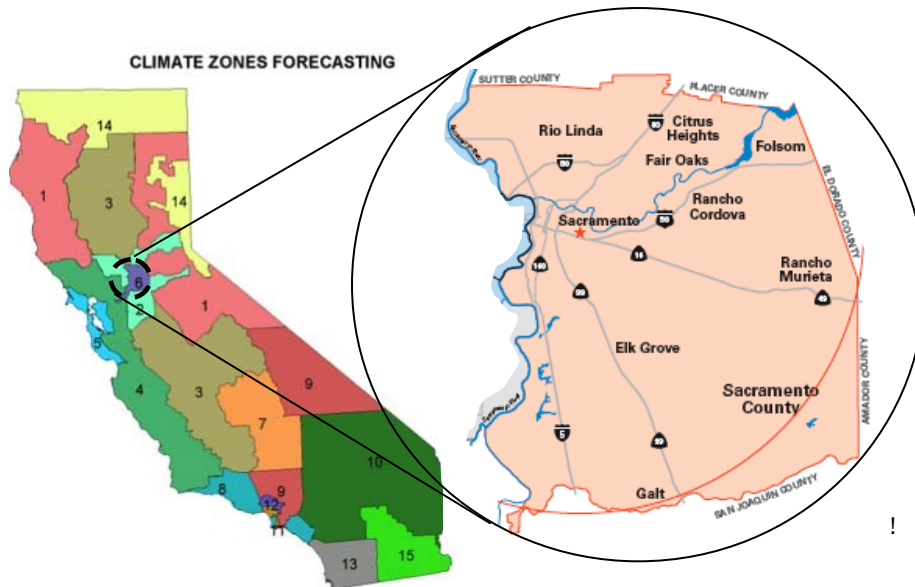 CLIMATE ZONES FORECASTING
14
1
3
14
6
2
1
5
4
3
9
7
10
8
9
12
11
13
15
SUTTER COUNTY
PLACER COUNTY
Rio Linda
80
Citrus
Heights
Folsom
Fair Oaks
EL DORADO COUNTY
Rancho
Cordova
Sacramento
50
16
160
99
Rancho
Murieta
49
Elk Grove
AMADOR COUNTY
Sacramento
County
5
Galt
SAN JOAQUIN COUNTY
!